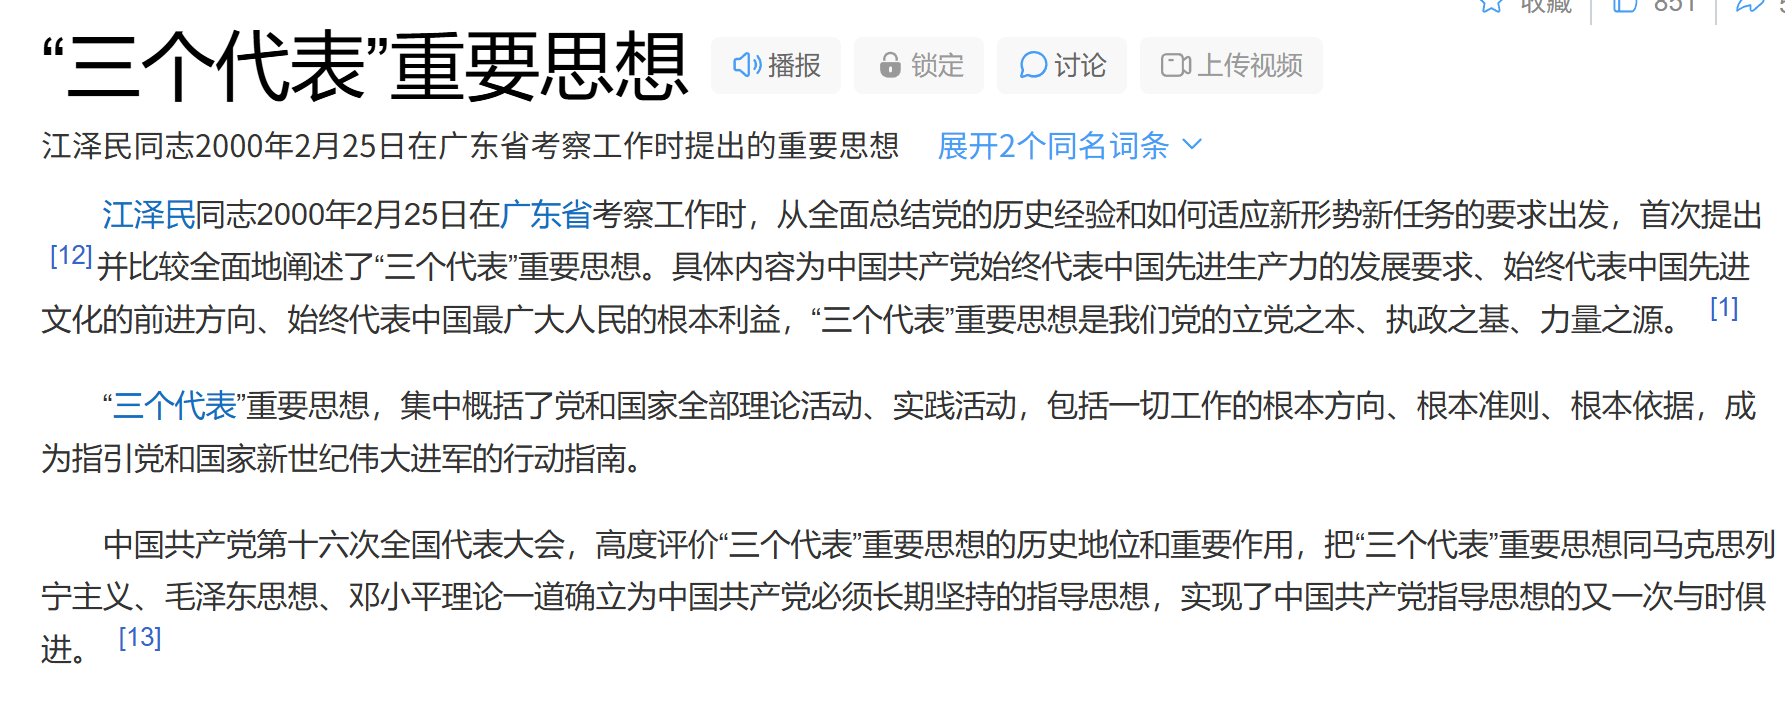 收藏 851
“三个代表”重要思想 播报 锁定 讨论 上传视频
江泽民同志2000年2月25日在广东省考察工作时提出的重要思想 展开2个同名词条
江泽民同志2000年2月25日在广东省考察工作时，从全面总结党的历史经验和如何适应新形势新任务的要求出发，首次提出
[12]并比较全面地阐述了“三个代表”重要思想。具体内容为中国共产党始终代表中国先进生产力的发展要求、始终代表中国先进
文化的前进方向、始终代表中国最广大人民的根本利益，“三个代表”重要思想是我们党的立党之本、执政之基、力量之源。 [1]
“三个代表”重要思想，集中概括了党和国家全部理论活动、实践活动，包括一切工作的根本方向、根本准则、根本依据，成
为指引党和国家新世纪伟大进军的行动指南。
中国共产党第十六次全国代表大会，高度评价“三个代表”重要思想的历史地位和重要作用，把“三个代表”重要思想同马克思列
宁主义、毛泽东思想、邓小平理论一道确立为中国共产党必须长期坚持的指导思想，实现了中国共产党指导思想的又一次与时俱
进。 [13]